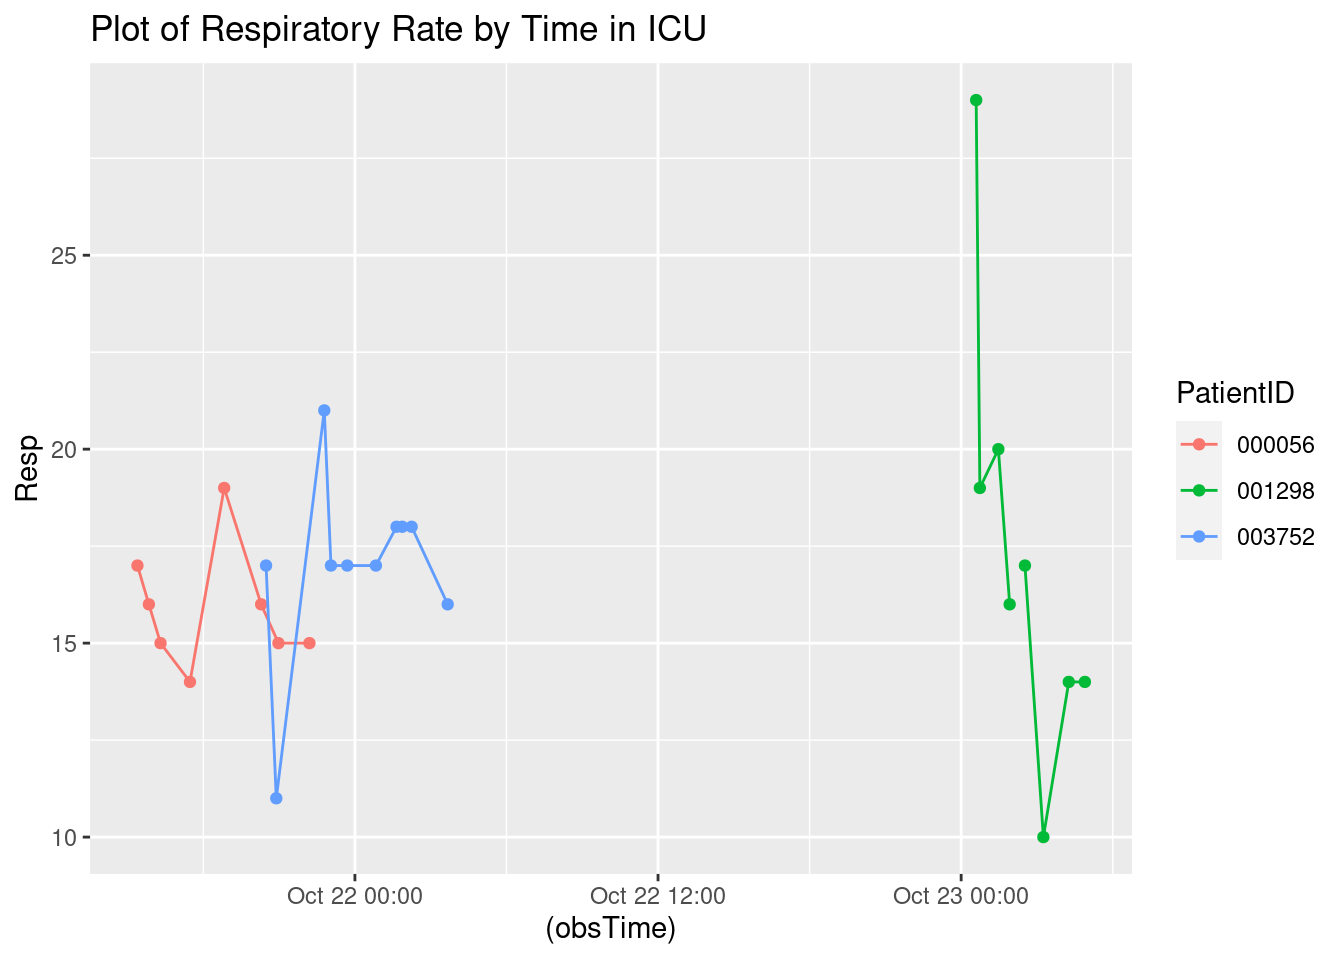 Plot of Respiratory Rate by Time in ICU
Resp
25
20
15
10
Oct 22 00:00
Oct 22 12:00
Oct 23 00:00
(obsTime)
PatientID
000056
001298
003752